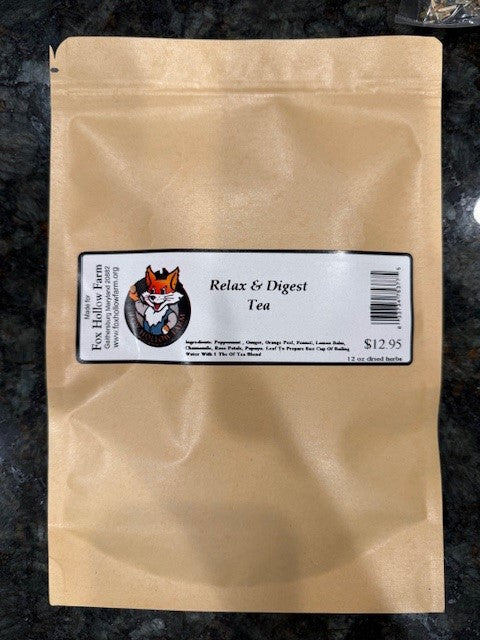 Made for
Fox Hollow Farm
Gaithersburg Maryland 20882
www.foxhollowfarm.org
Relax & Digest
Tea
Ingredients: Peppermint , Ginger, Orange Peel, Fennel, Lemon Balm,
Chamomile, Rose Petals, Papaya. Leaf To Prepare Box Cup Of Boiling
Water With 1 Tbs Of Tea Blend
$12.95
12 oz dried herbs